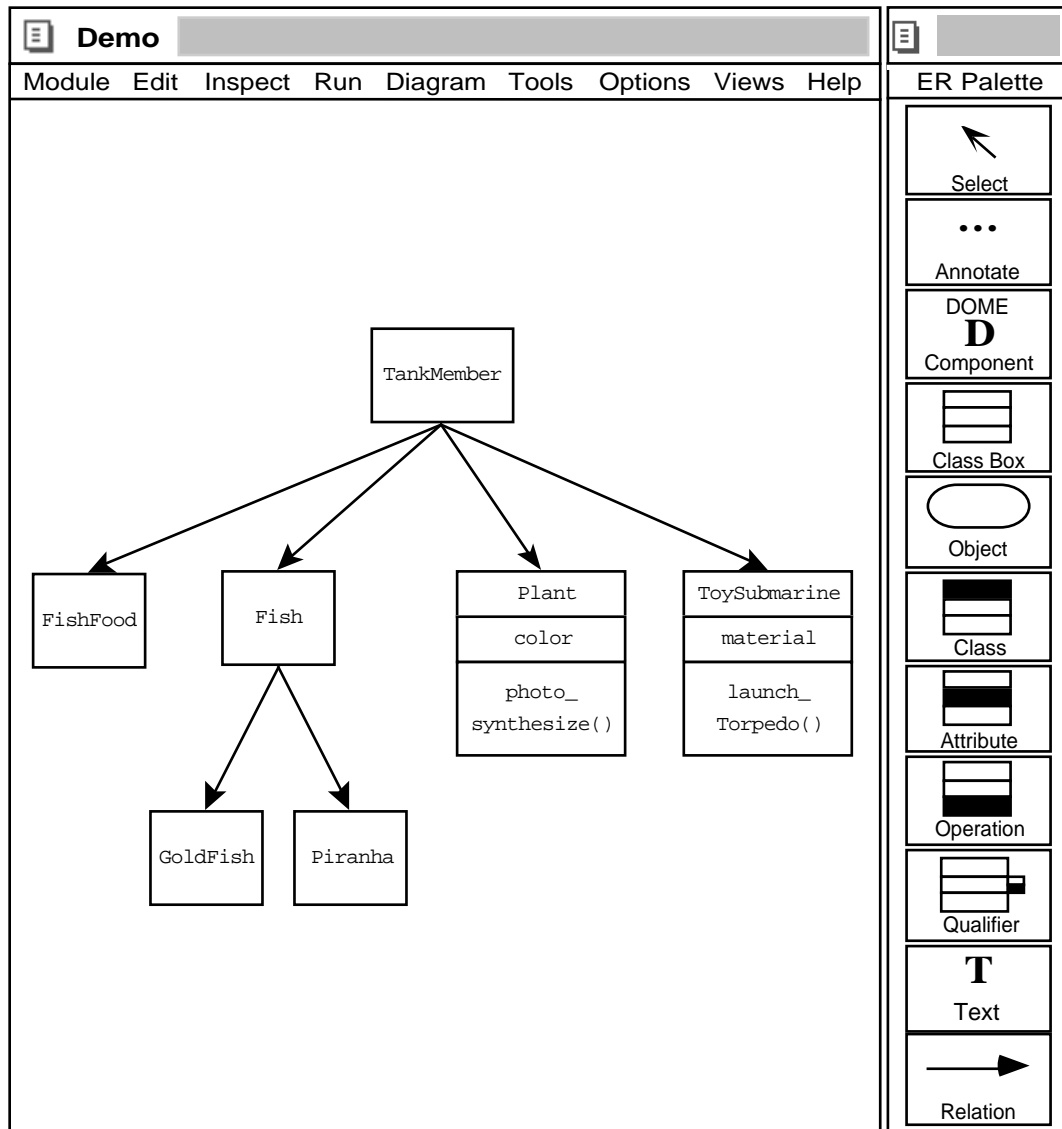 Demo
Module Edit Inspect Run Diagram Tools Options Views Help
TankMember
FishFood
Fish
Plant
color
photo_
synthesize()
ToySubmarine
material
launch_
Torpedo()
GoldFish
Piranha
ER Palette
Select
•••
Annotate
DOME
D
Component
Class Box
Object
Class
Attribute
Operation
Qualifier
T
Text
Relation